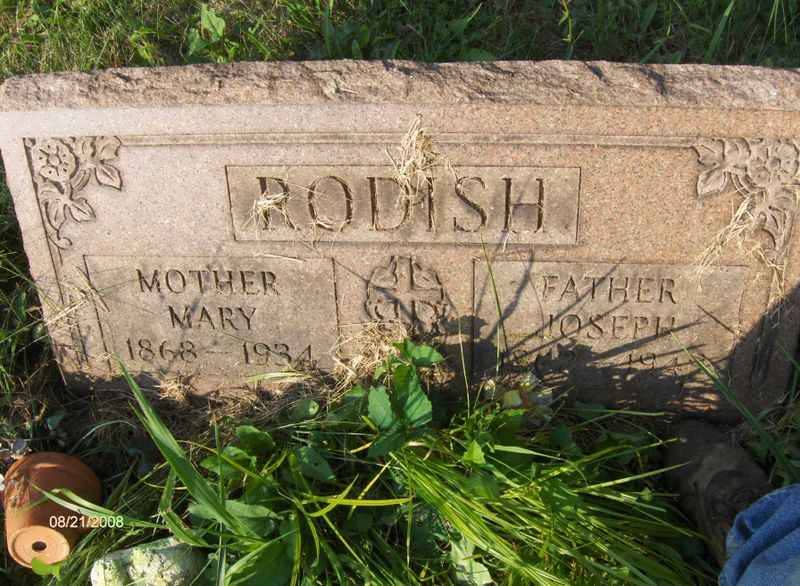 RODISH
MOTHER
MARY
1868-1934
FATHER
JOSEPH
08/21/2008